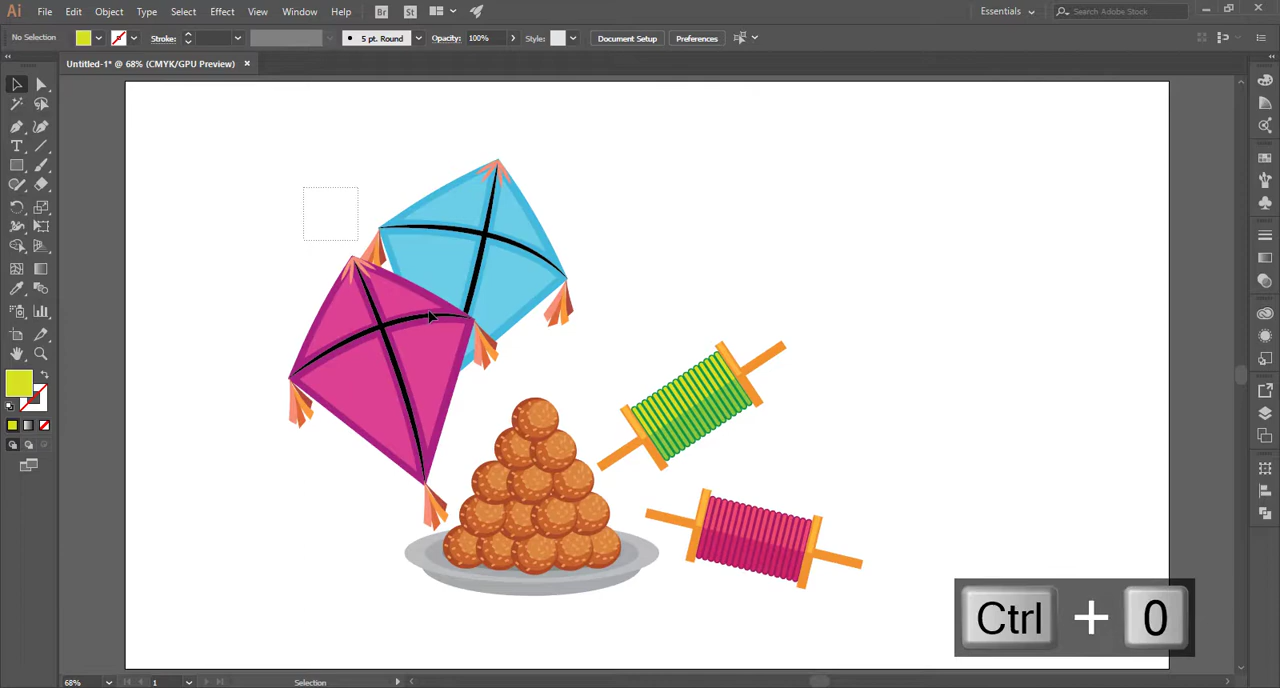 Ai File Edit Object Type Select Effect View Window Help Br St Essentials Search Adobe Stock
No Selection Stroke: 5 pt. Round Opacity: 100% Style: Document Setup Preferences
Untitled-1* @ 68% (CMYK/GPU Preview) ×
Ctrl + 0
68% 1 Selection